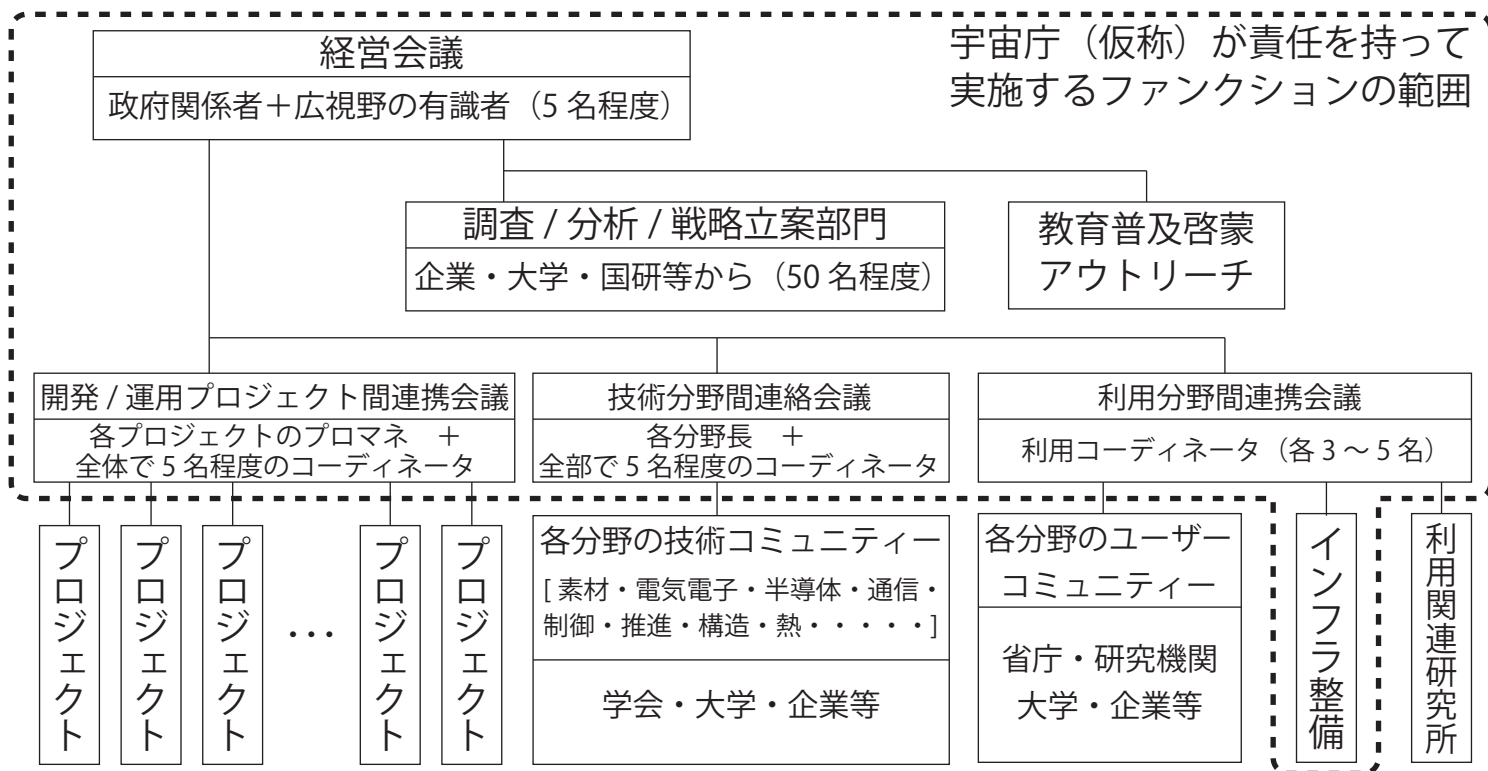 宇宙庁（仮称）が責任を持って
実施するファンクションの範囲
経営会議
政府関係者＋広視野の有識者（5 名程度）
調査 / 分析 / 戦略立案部門
企業・大学・国研等から（50 名程度）
教育普及啓蒙
アウトリーチ
開発 / 運用プロジェクト間連携会議
各プロジェクトのプロマネ　＋
全体で 5 名程度のコーディネータ
技術分野間連絡会議
各分野長　＋
全部で 5 名程度のコーディネータ
利用分野間連携会議
利用コーディネータ（各 3 ～ 5 名）
プロジェクト
プロジェクト
プロジェクト
…
プロジェクト
プロジェクト
各分野の技術コミュニティー
[ 素材・電気電子・半導体・通信・
制御・推進・構造・熱・・・・・]
学会・大学・企業等
各分野のユーザー
コミュニティー
省庁・研究機関
大学・企業等
インフラ整備
利用関連研究所